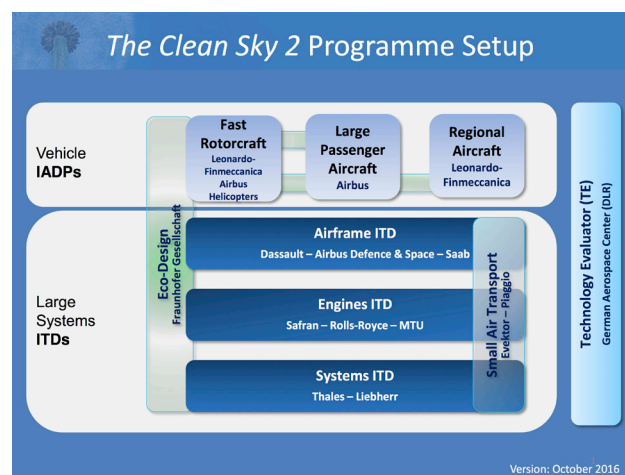 The Clean Sky 2 Programme Setup
Vehicle
IADPs
Eco-Design
Fraunhofer Gesellschaft
Fast
Rotorcraft
Leonardo-
Finmeccanica
Airbus
Helicopters
Large
Passenger
Aircraft
Airbus
Regional
Aircraft
Leonardo-
Finmeccanica
Large
Systems
ITDs
Airframe ITD
Dassault – Airbus Defence & Space – Saab
Engines ITD
Safran – Rolls-Royce – MTU
Systems ITD
Thales – Liebherr
Small Air Transport
Evektor – Piaggio
Technology Evaluator (TE)
German Aerospace Center (DLR)
Version: October 2016